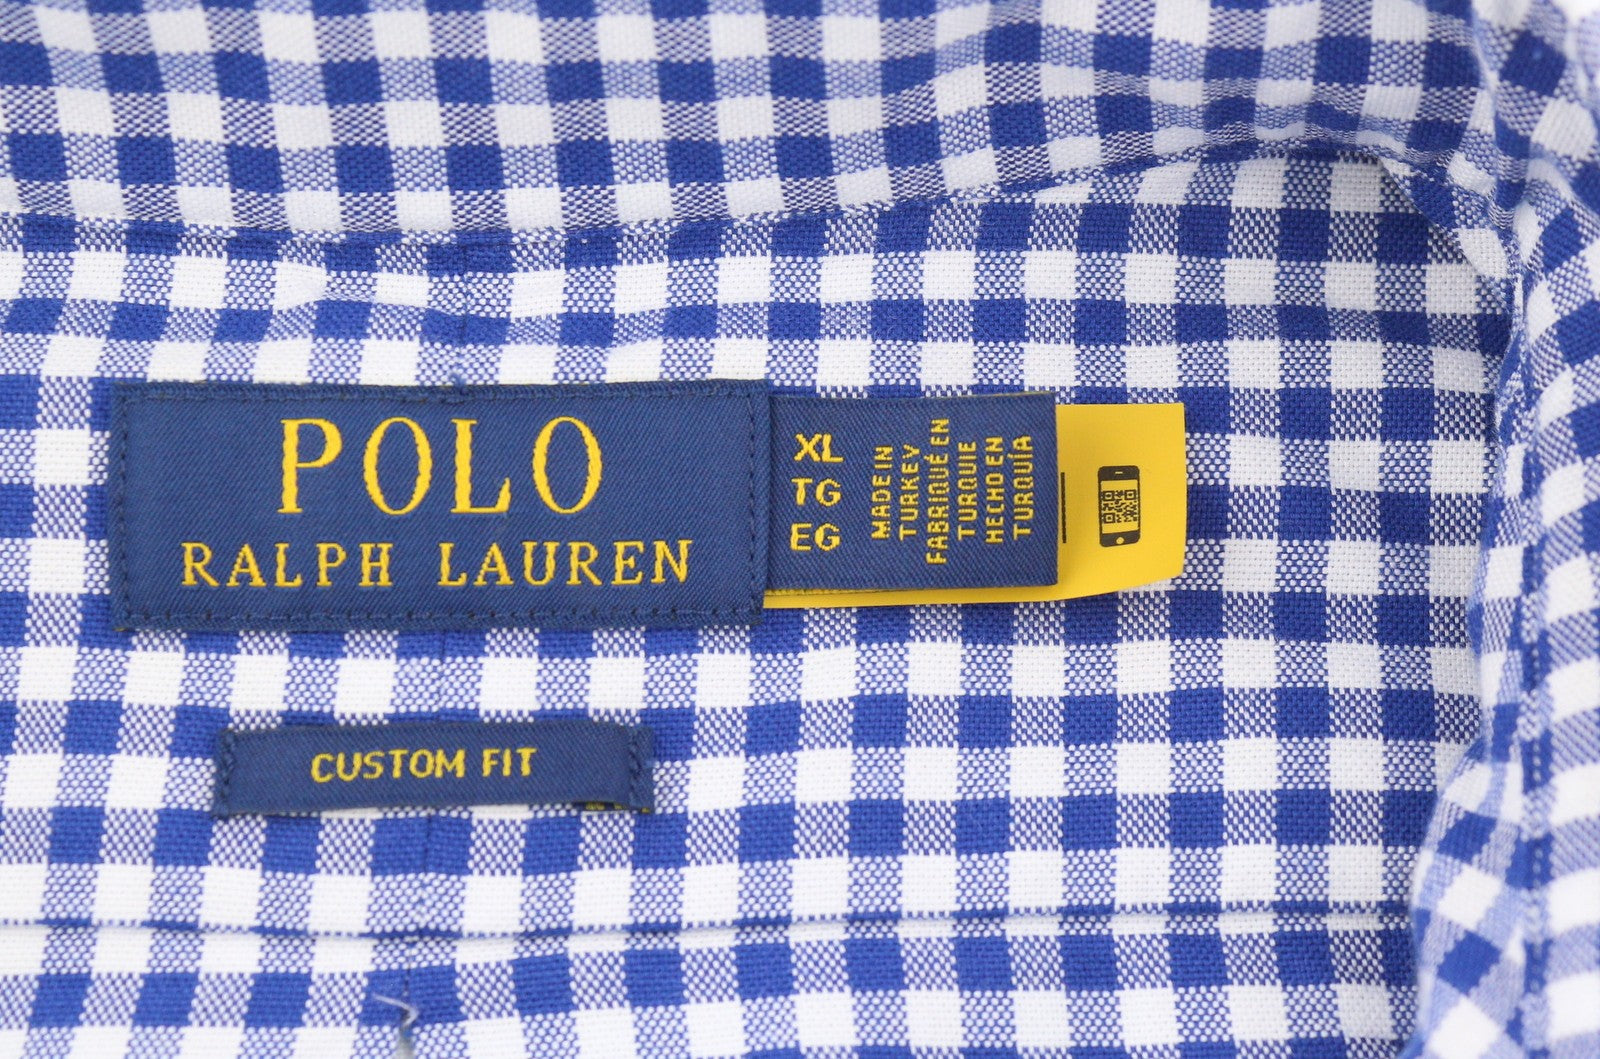 POLO
RALPH LAUREN
XL
TG
EG
MADE IN
TURKEY
FABRIQUÉ EN
TURQUIE
HECHO EN
TURQUÍA
CUSTOM FIT